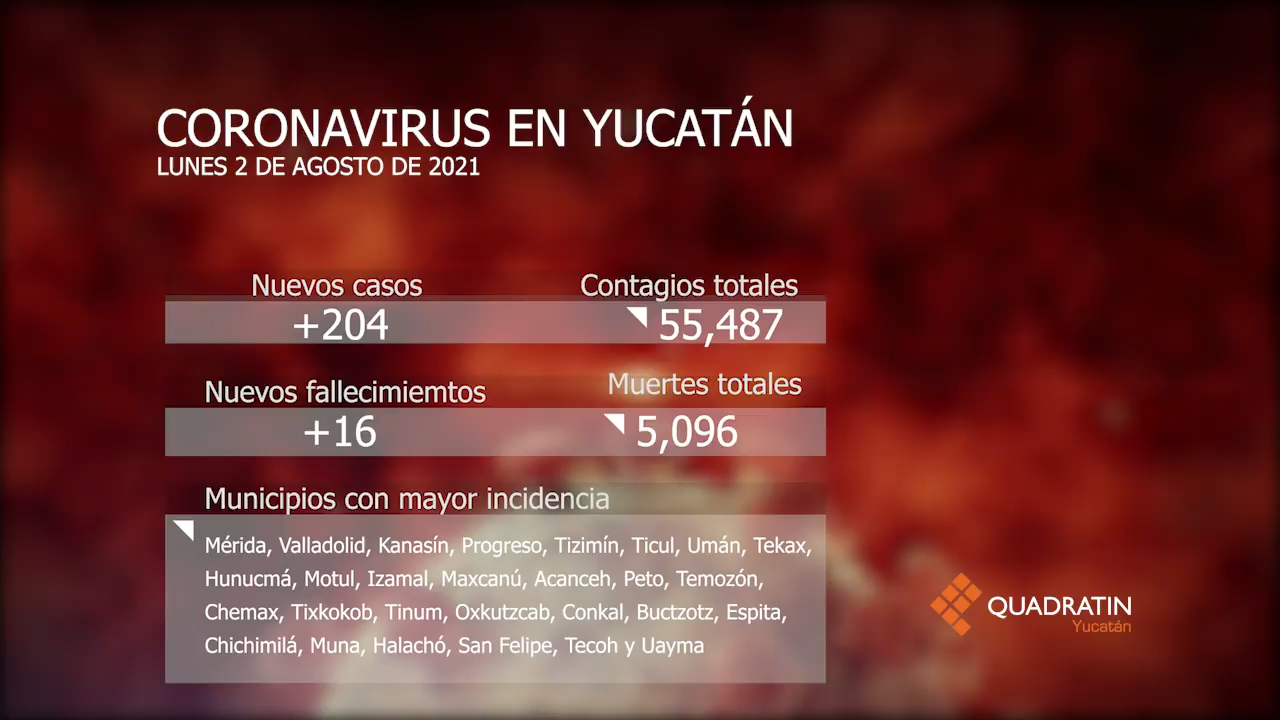 CORONAVIRUS EN YUCATÁN
LUNES 2 DE AGOSTO DE 2021
Nuevos casos
+204
Contagios totales
55,487
Nuevos fallecimiemtos
+16
Muertes totales
5,096
Municipios con mayor incidencia
Mérida, Valladolid, Kanasín, Progreso, Tizimín, Ticul, Umán, Tekax,
Hunucmá, Motul, Izamal, Maxcanú, Acanceh, Peto, Temozón,
Chemax, Tixkokob, Tinum, Oxkutzcab, Conkal, Buctzotz, Espita,
Chichimilá, Muna, Halachó, San Felipe, Tecoh y Uayma
QUADRATIN
Yucatán